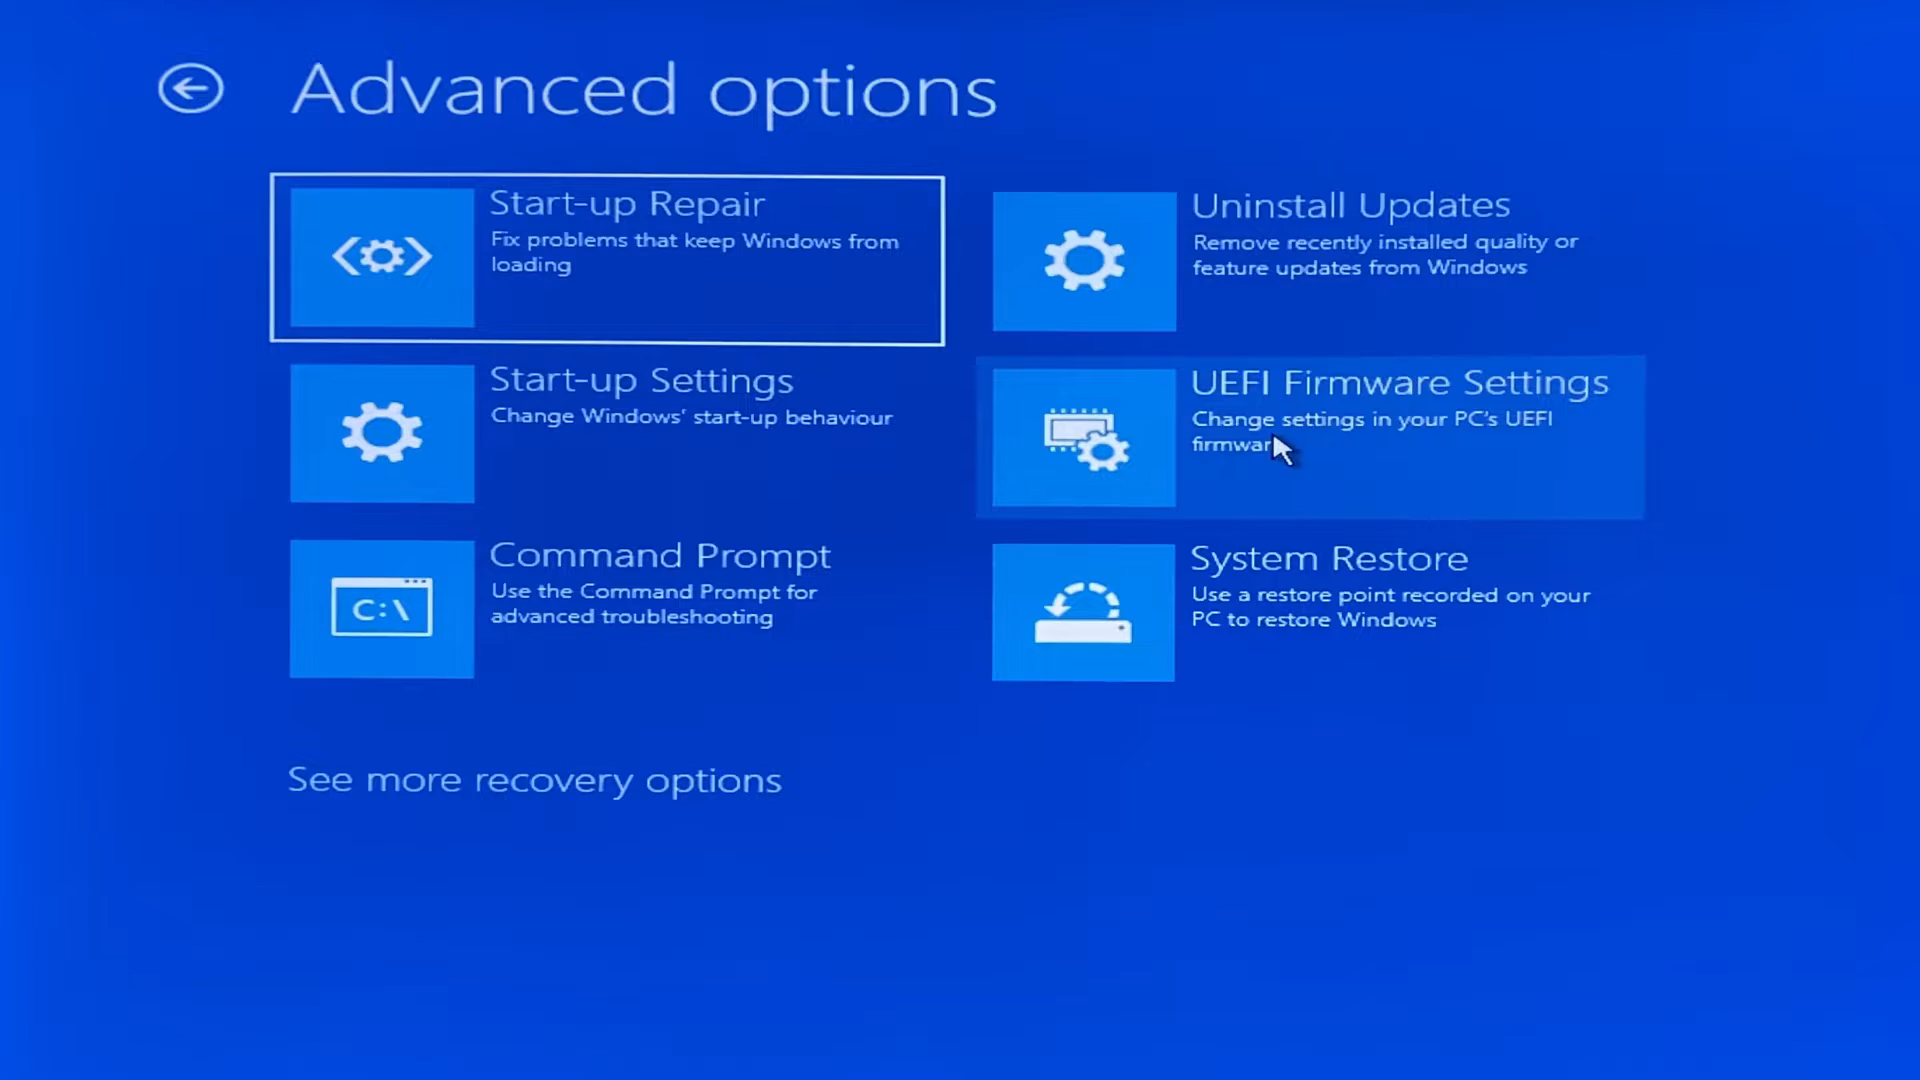 Advanced options
Start-up Repair
Fix problems that keep Windows from
loading
Uninstall Updates
Remove recently installed quality or
feature updates from Windows
Start-up Settings
Change Windows' start-up behaviour
UEFI Firmware Settings
Change settings in your PC's UEFI
firmwar
Command Prompt
Use the Command Prompt for
advanced troubleshooting
C:\
System Restore
Use a restore point recorded on your
PC to restore Windows
See more recovery options